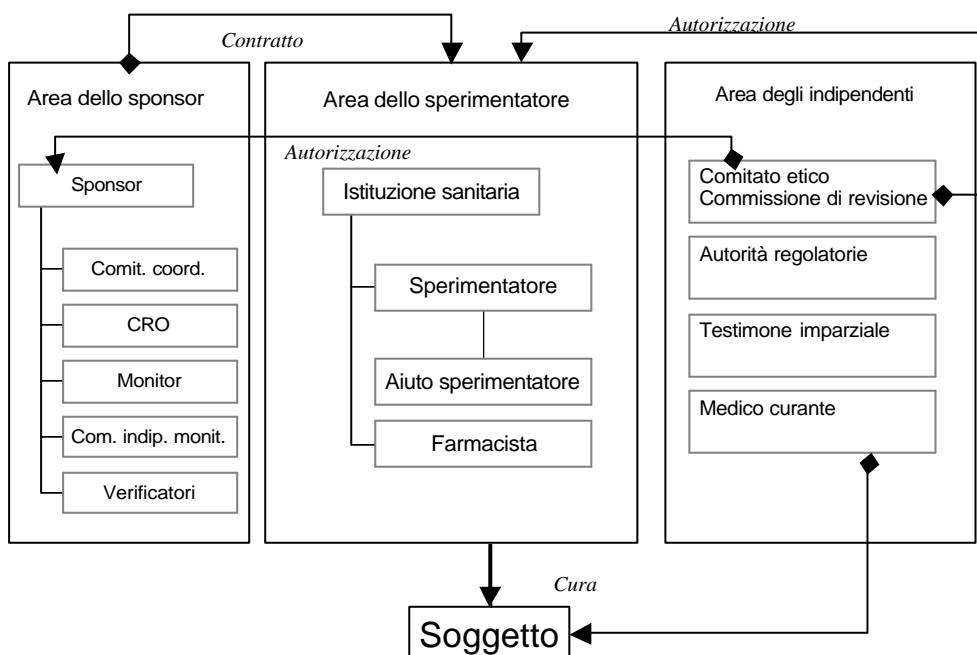 Contratto
Autorizzazione
Area dello sponsor
Area dello sperimentatore
Area degli indipendenti
Autorizzazione
Sponsor
Comit. coord.
CRO
Monitor
Com. indip. monit.
Verificatori
Istituzione sanitaria
Sperimentatore
Aiuto sperimentatore
Farmacista
Comitato etico
Commissione di revisione
Autorità regolatorie
Testimone imparziale
Medico curante
Cura
Soggetto